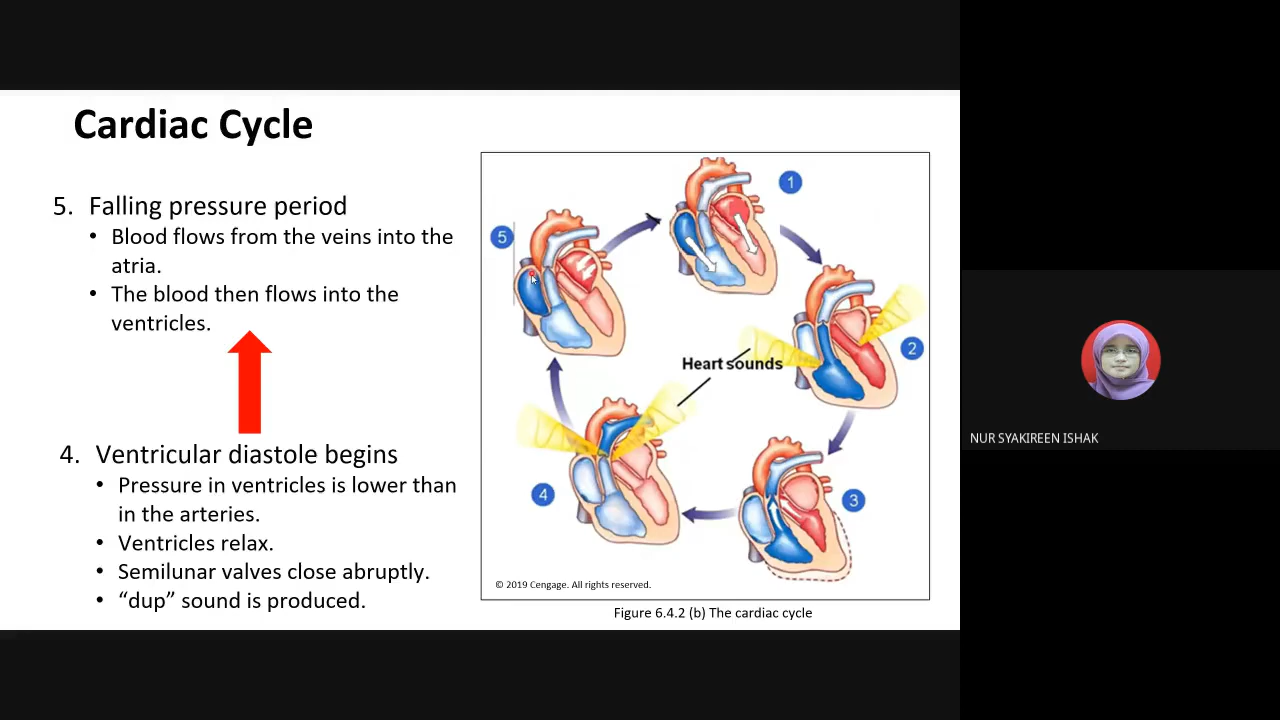 Cardiac Cycle
5. Falling pressure period
• Blood flows from the veins into the
atria.
• The blood then flows into the
ventricles.
4. Ventricular diastole begins
• Pressure in ventricles is lower than
in the arteries.
• Ventricles relax.
• Semilunar valves close abruptly.
• “dup” sound is produced.
1
5
2
Heart sounds
4
3
© 2019 Cengage. All rights reserved.
Figure 6.4.2 (b) The cardiac cycle
NUR SYAKIREEN ISHAK